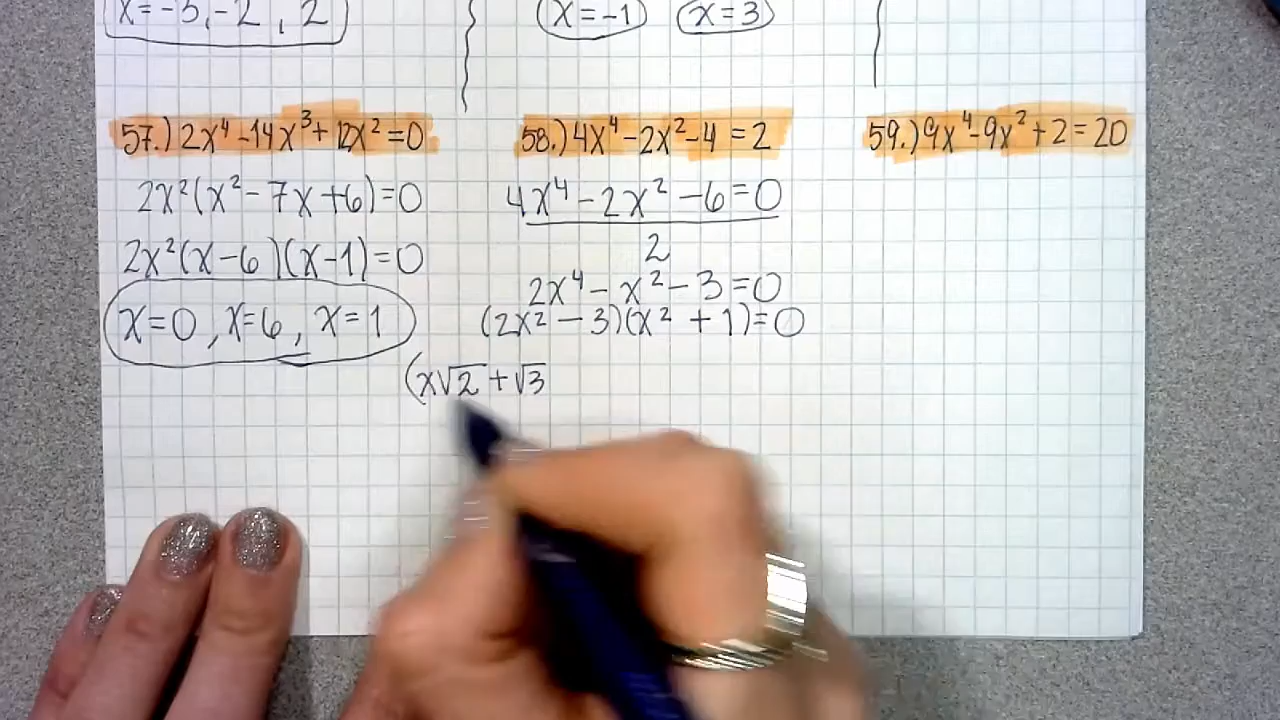 x=-5,-2, 2
x=-1 x=3
57.) 2x⁴-14x³+12x²=0
2x²(x²-7x+6)=0
2x²(x-6)(x-1)=0
x=0, x=6, x=1
58.) 4x⁴-2x²-4=2
4x⁴-2x²-6=0
2
2x⁴-x²-3=0
(2x²-3)(x²+1)=0
(x√2+√3
59.) 9x⁴-9x²+2=20